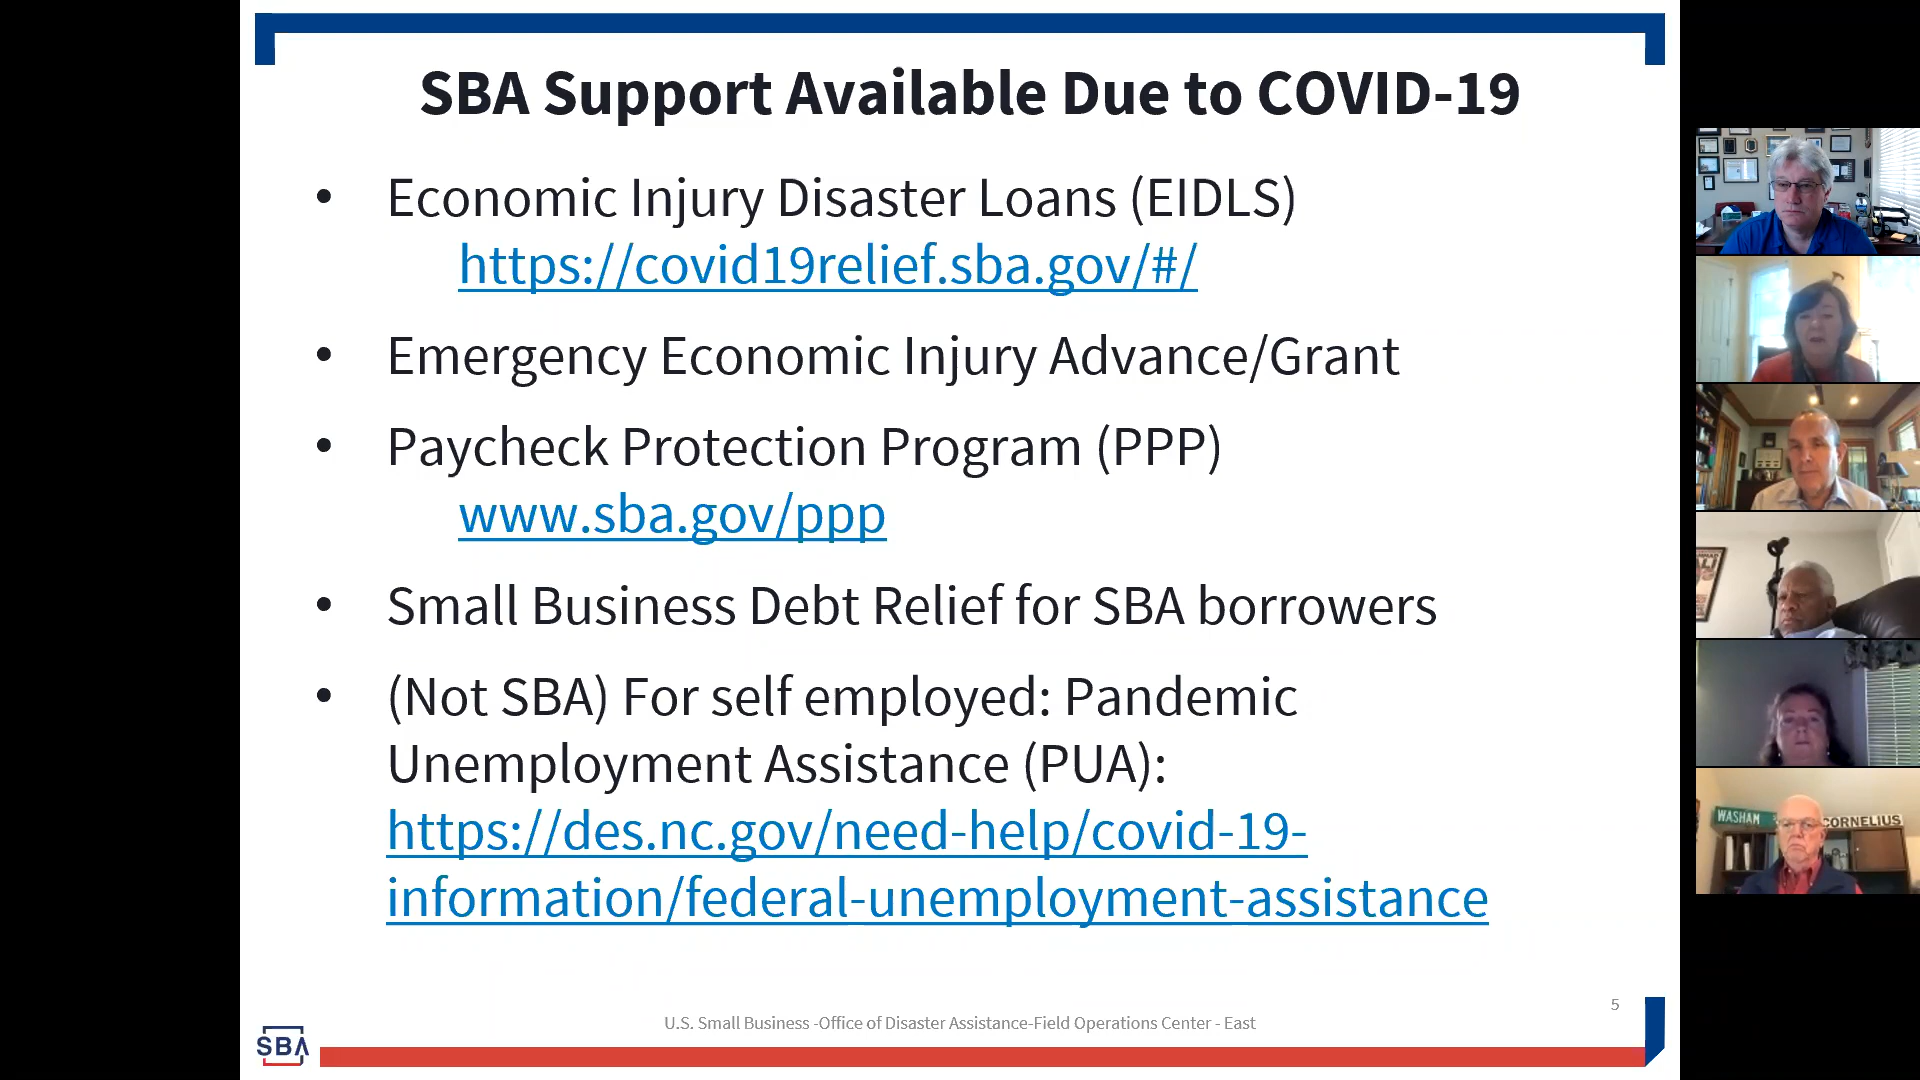 SBA Support Available Due to COVID-19
• Economic Injury Disaster Loans (EIDLS)
https://covid19relief.sba.gov/#/
• Emergency Economic Injury Advance/Grant
• Paycheck Protection Program (PPP)
www.sba.gov/ppp
• Small Business Debt Relief for SBA borrowers
• (Not SBA) For self employed: Pandemic
Unemployment Assistance (PUA):
https://des.nc.gov/need-help/covid-19-
information/federal-unemployment-assistance
5
U.S. Small Business -Office of Disaster Assistance-Field Operations Center - East
SBA
WASHAM
CORNELIUS